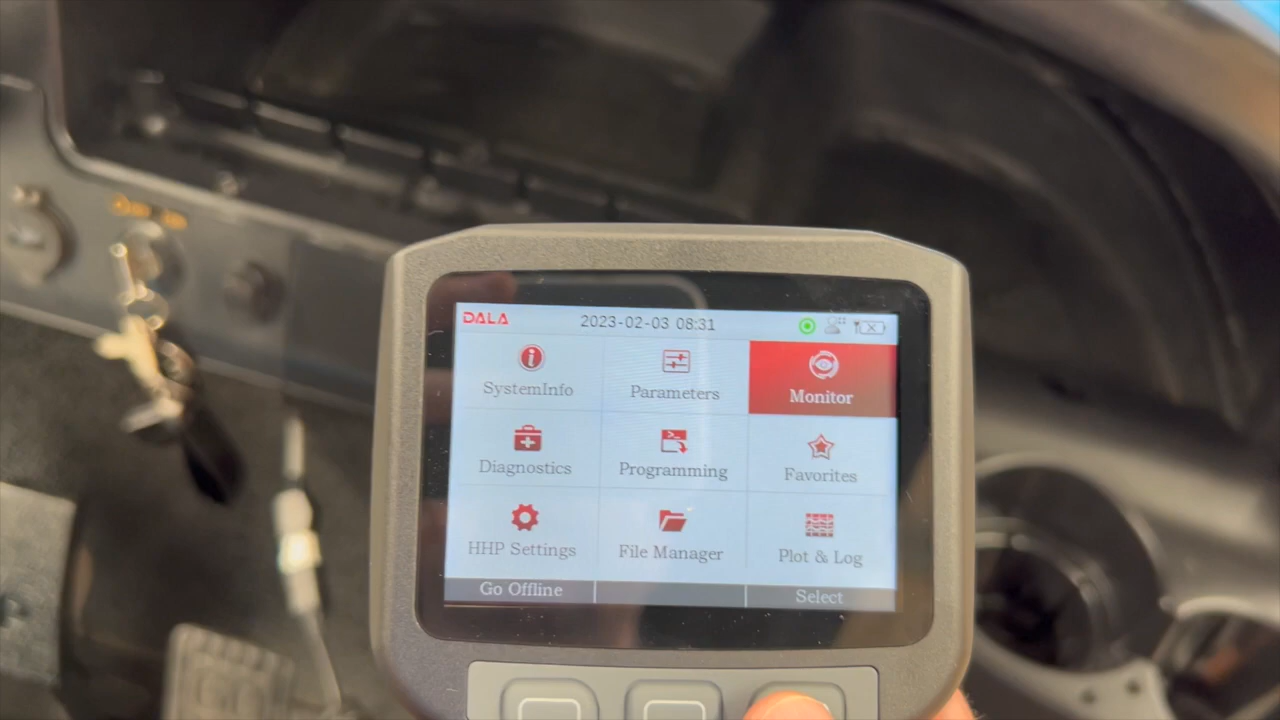 DALA 2023-02-03 08:31
SystemInfo Parameters Monitor
Diagnostics Programming Favorites
HHP Settings File Manager Plot & Log
Go Offline Select